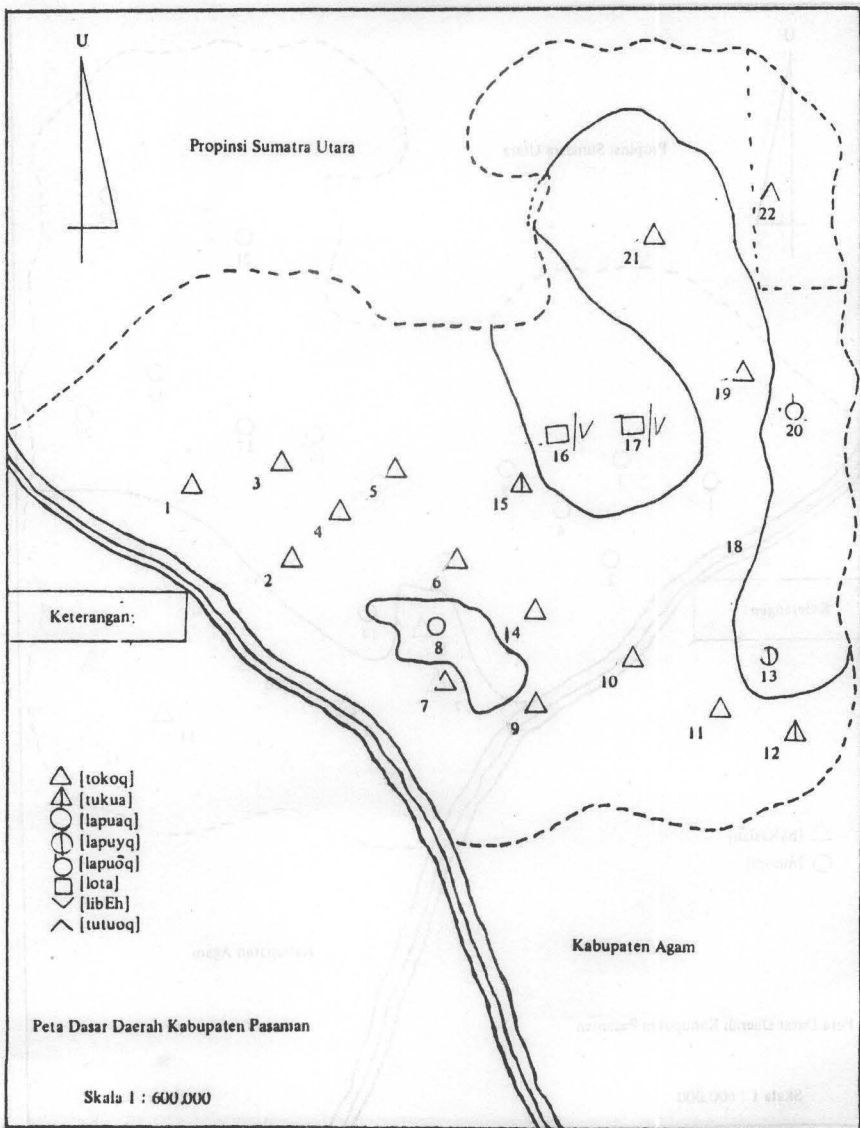 U
Propinsi Sumatra Utara
22
21
19
20
16
17
3
5
1
15
4
18
2
6
Keterangan:
14
8
10
13
7
9
11
12
[tokoq]
[tukua]
[lapuaq]
[lapuyq]
[lapuõq]
[lota]
[libEh]
[tutuoq]
Kabupaten Agam
Peta Dasar Daerah Kabupaten Pasaman
Skala 1 : 600.000